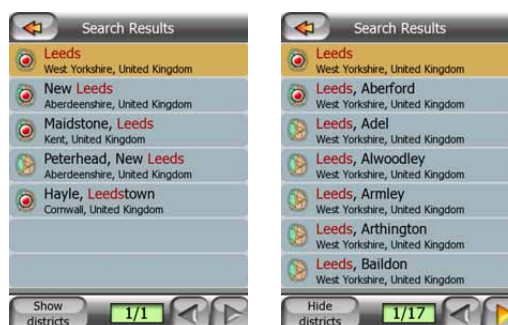 Search Results
Leeds
West Yorkshire, United Kingdom
New Leeds
Aberdeenshire, United Kingdom
Maidstone, Leeds
Kent, United Kingdom
Peterhead, New Leeds
Aberdeenshire, United Kingdom
Hayle, Leedstown
Cornwall, United Kingdom
Show
districts
1/1
Search Results
Leeds
West Yorkshire, United Kingdom
Leeds, Aberford
West Yorkshire, United Kingdom
Leeds, Adel
West Yorkshire, United Kingdom
Leeds, Alwoodley
West Yorkshire, United Kingdom
Leeds, Armley
West Yorkshire, United Kingdom
Leeds, Arthington
West Yorkshire, United Kingdom
Leeds, Baildon
West Yorkshire, United Kingdom
Hide
districts
1/17